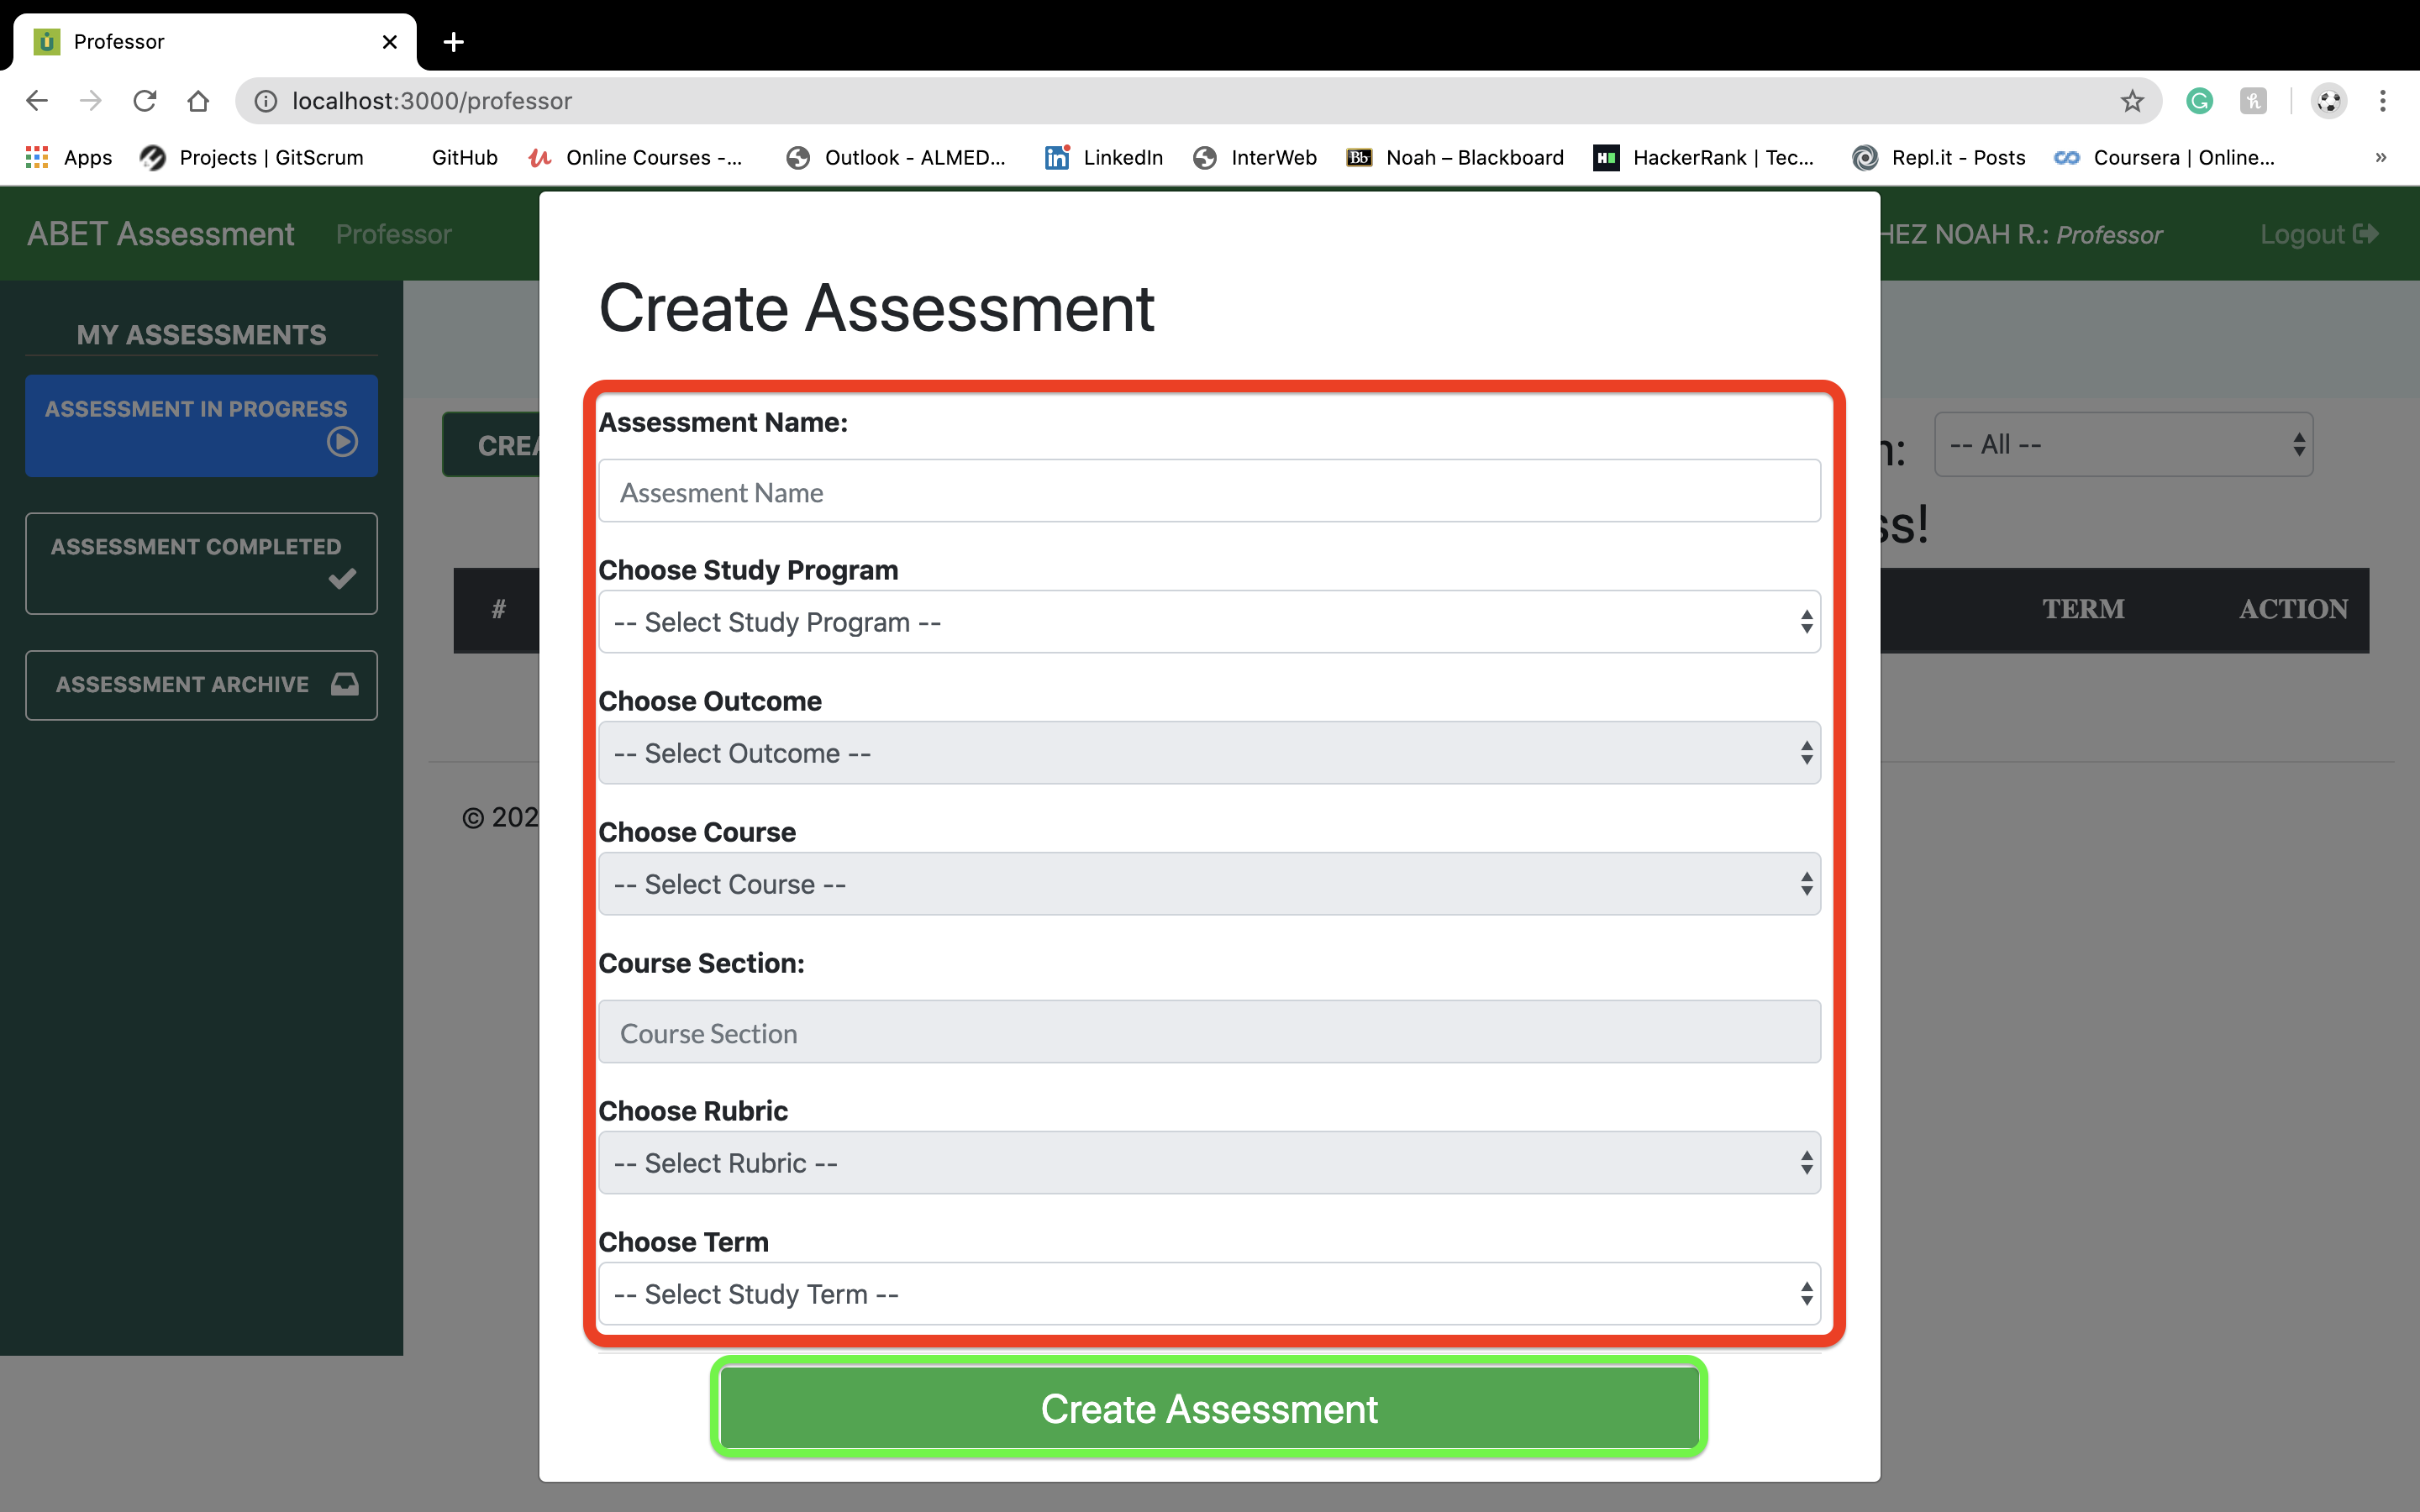 Professor
localhost:3000/professor
Apps
Projects | GitScrum
GitHub
Online Courses -...
Outlook - ALMED...
LinkedIn
InterWeb
Bb
Noah – Blackboard
HackerRank | Tec...
Repl.it - Posts
Coursera | Online...
»
ABET Assessment
Professor
HEZ NOAH R.: Professor
Logout
MY ASSESSMENTS
ASSESSMENT IN PROGRESS
ASSESSMENT COMPLETED
ASSESSMENT ARCHIVE
CREA
n:
-- All --
ss!
#
TERM
ACTION
© 202
Create Assessment
Assessment Name:
Assesment Name
Choose Study Program
-- Select Study Program --
Choose Outcome
-- Select Outcome --
Choose Course
-- Select Course --
Course Section:
Course Section
Choose Rubric
-- Select Rubric --
Choose Term
-- Select Study Term --
Create Assessment